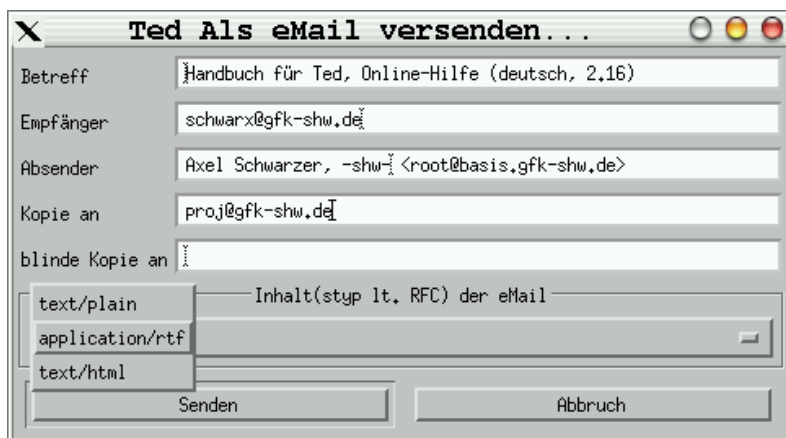 Ted Als eMail versenden...
Betreff Handbuch für Ted, Online-Hilfe (deutsch, 2.16)
Empfänger schwarx@gfk-shw.de
Absender Axel Schwarzer, -shw- <root@basis.gfk-shw.de>
Kopie an proj@gfk-shw.de
blinde Kopie an
Inhalt(styp lt. RFC) der eMail
text/plain
application/rtf
text/html
Senden Abbruch